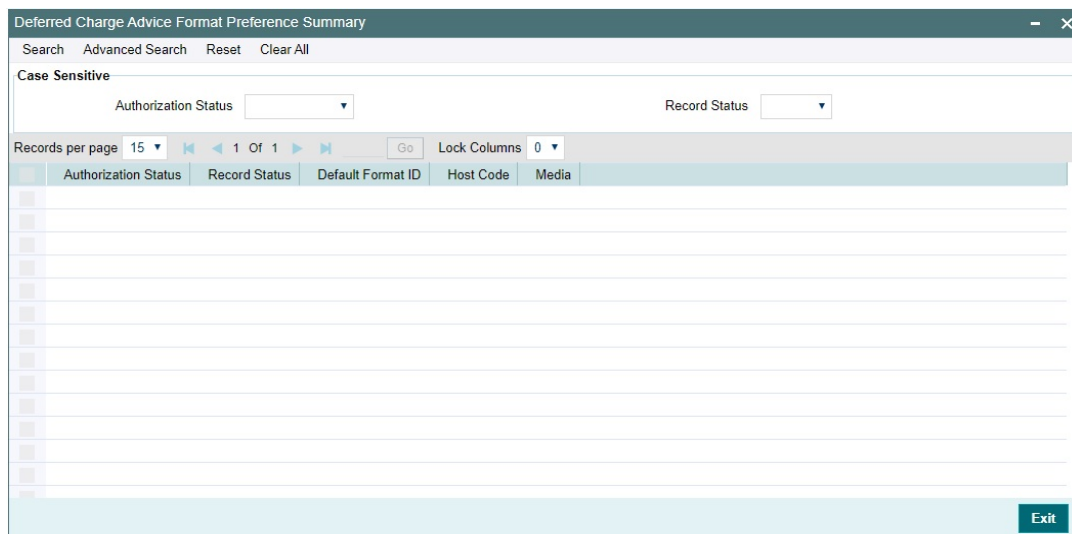 Deferred Charge Advice Format Preference Summary
Search Advanced Search Reset Clear All
Case Sensitive
Authorization Status Record Status
Records per page 15 1 Of 1 Go Lock Columns 0
Authorization Status Record Status Default Format ID Host Code Media
Exit